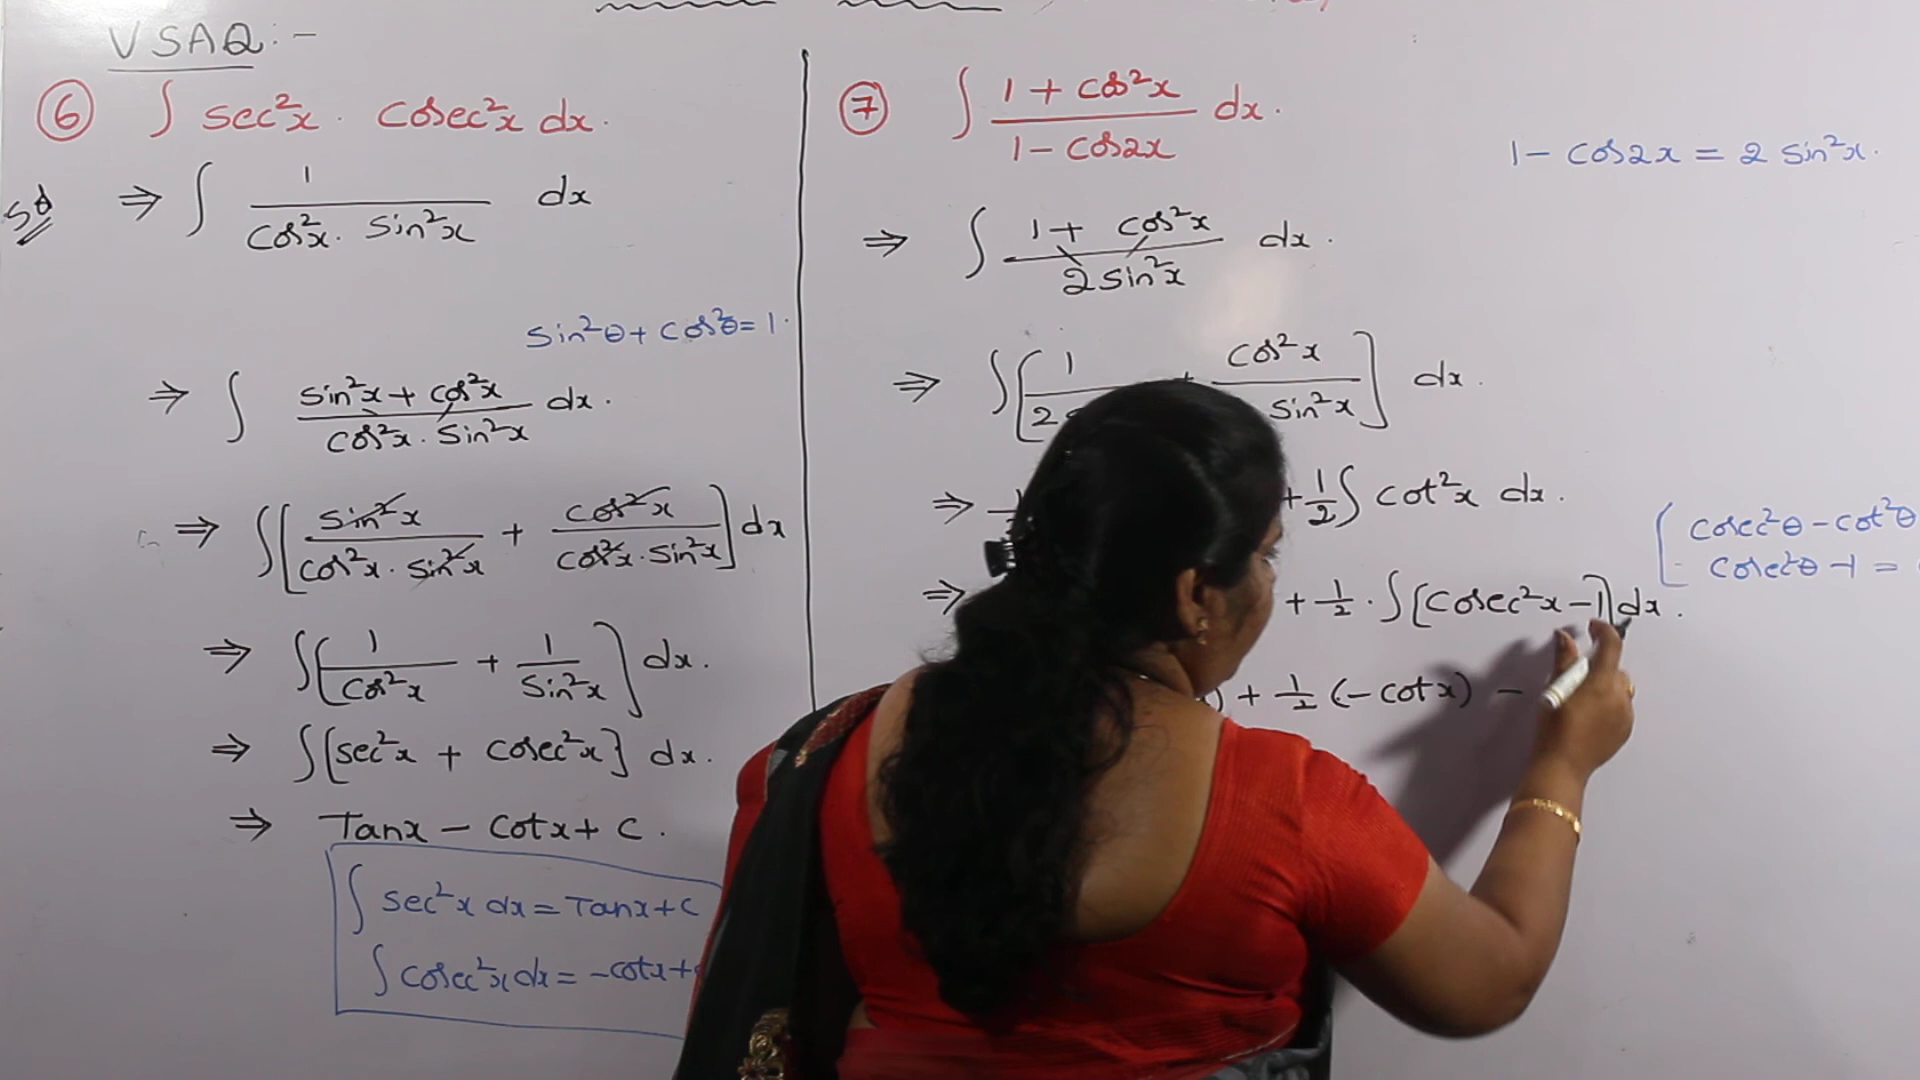 VSAQ:-
⑥ ∫ sec²x . cosec²x dx.
Sol ⇒ ∫ 1 / cos²x . sin²x dx
sin²θ + cos²θ = 1.
⇒ ∫ sin²x + cos²x / cos²x . sin²x dx.
⇒ ∫ [ sin²x / cos²x . sin²x + cos²x / cos²x . sin²x ] dx
⇒ ∫ [ 1 / cos²x + 1 / sin²x ] dx.
⇒ ∫ [sec²x + cosec²x] dx.
⇒ Tanx - cotx + c.
∫ sec²x dx = Tanx + c
∫ cosec²x dx = -cotx +
⑦ ∫ 1 + cos²x / 1 - cos2x dx.
1 - cos2x = 2 sin²x.
⇒ ∫ 1 + cos²x / 2 sin²x dx.
⇒ ∫ [ 1 / 2 + cos²x / sin²x ] dx.
⇒ + 1/2 ∫ cot²x dx.
[ cosec²θ - cot²θ
cosec²θ - 1 =
⇒ + 1/2 . ∫ [cosec²x - 1] dx.
) + 1/2 (-cotx) -